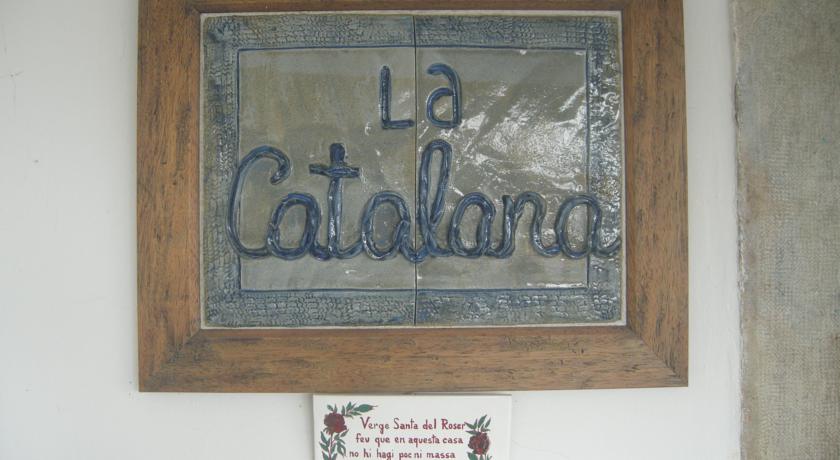 La
Catalana
Verge Santa del Roser
feu que en aquesta casa
no hi hagi poc ni massa